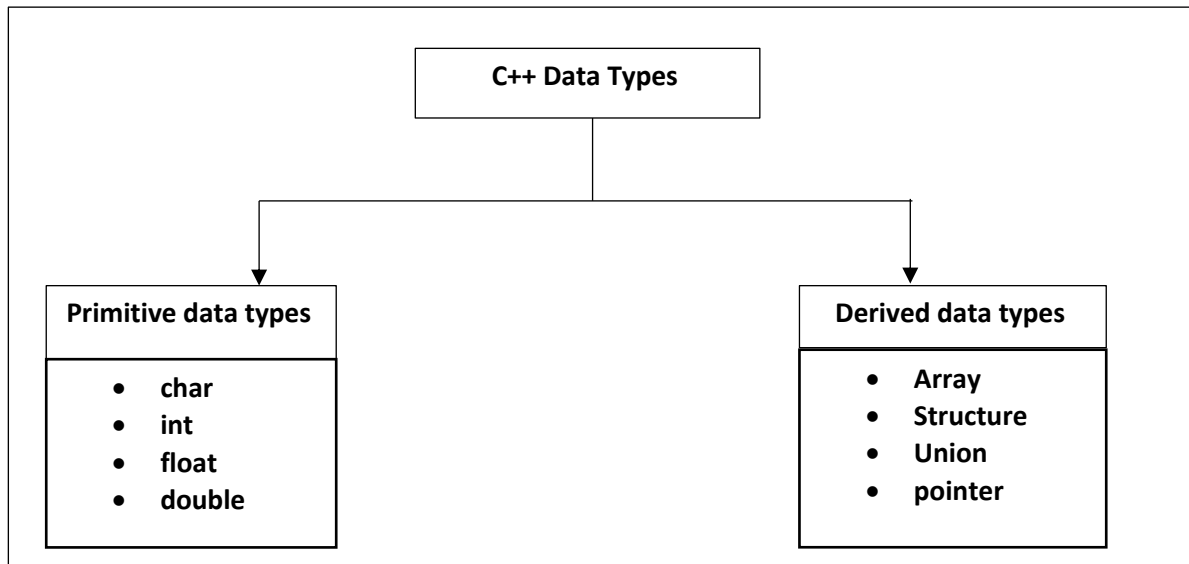 C++ Data Types
Primitive data types
• char
• int
• float
• double
Derived data types
• Array
• Structure
• Union
• pointer